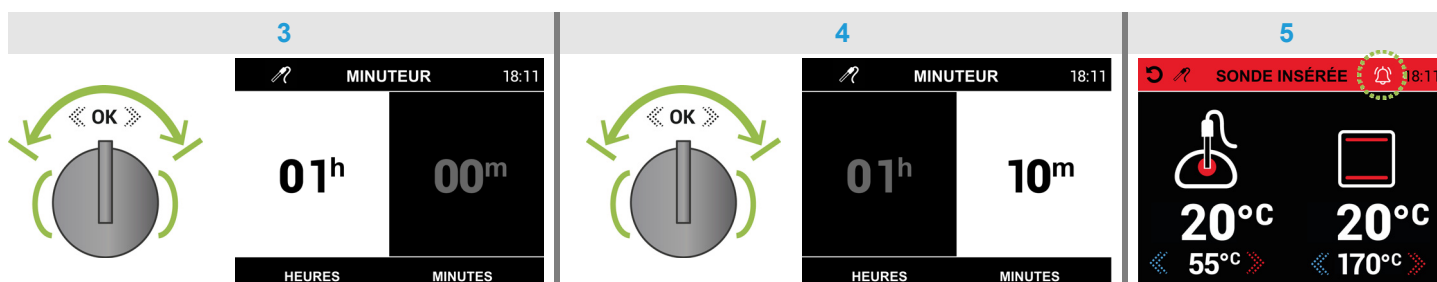 3
OK
MINUTEUR 18:11
01h 00m
HEURES MINUTES
4
OK
MINUTEUR 18:11
01h 10m
HEURES MINUTES
5
SONDE INSÉRÉE 18:11
20°C 20°C
55°C 170°C